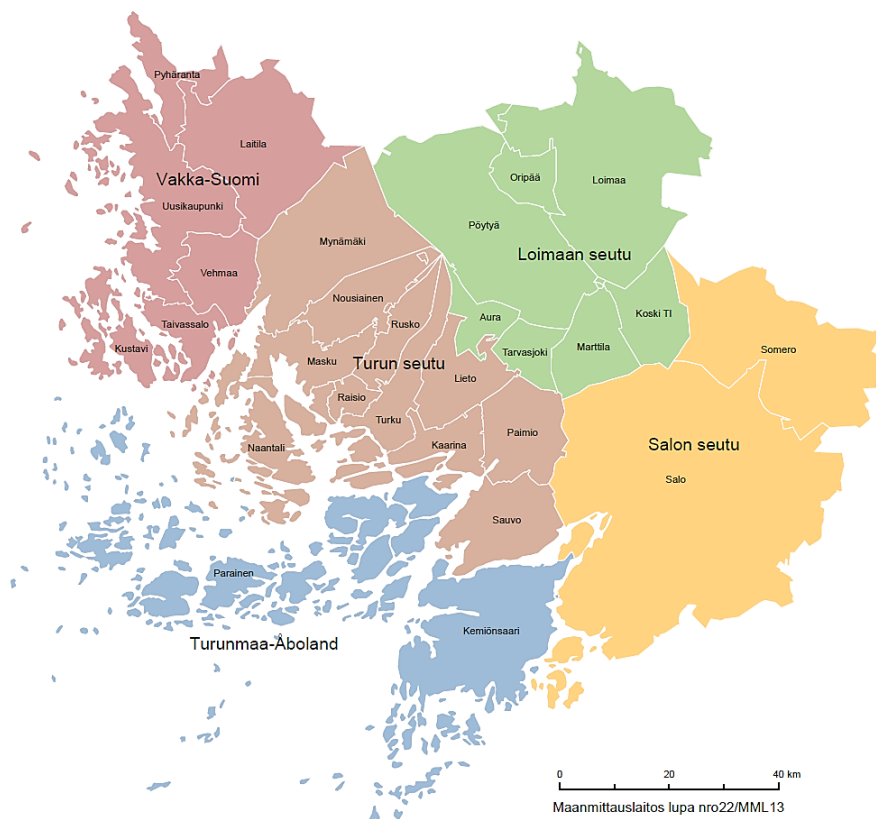 Pyhäranta
Laitila
Vakka-Suomi
Uusikaupunki
Vehmaa
Taivassalo
Kustavi
Mynämäki
Nousiainen
Rusko
Masku
Turun seutu
Lieto
Raisio
Turku
Naantali
Kaarina
Paimio
Sauvo
Oripää
Loimaa
Pöytyä
Loimaan seutu
Aura
Koski Tl
Tarvasjoki
Marttila
Somero
Salon seutu
Salo
Parainen
Kemiönsaari
Turunmaa-Åboland
0 20 40 km
Maanmittauslaitos lupa nro22/MML13